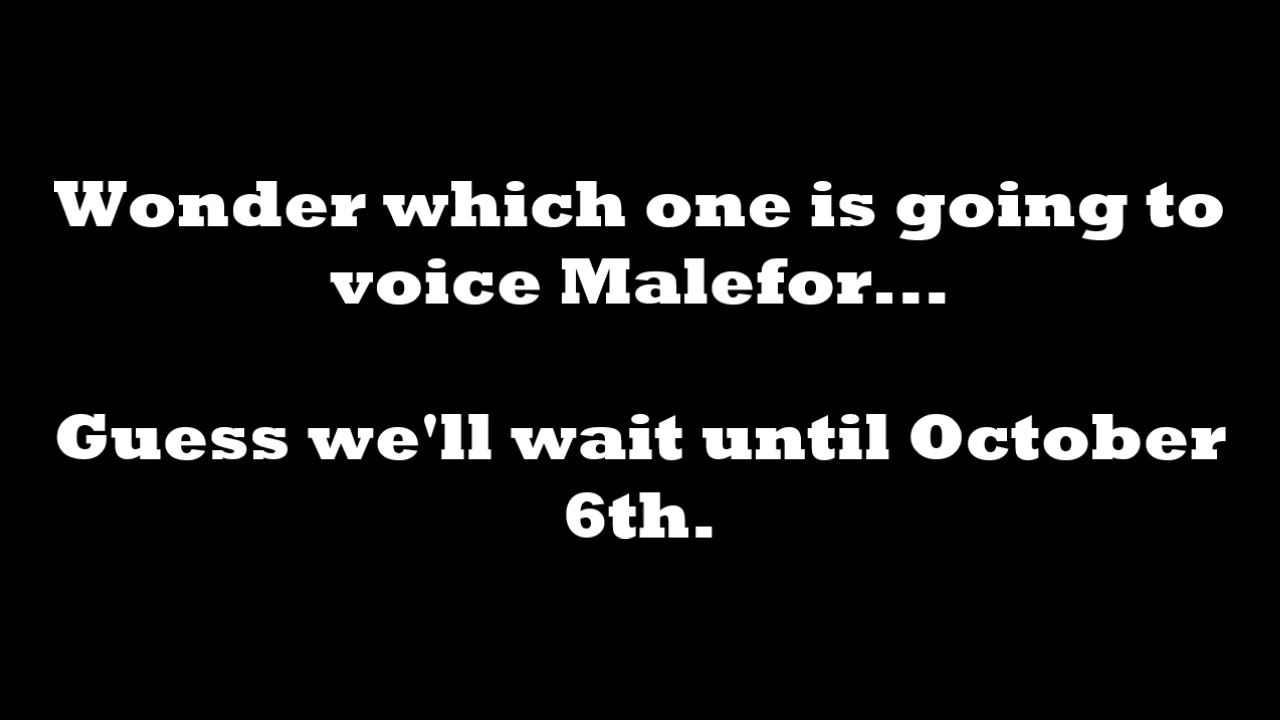 Wonder which one is going to
voice Malefor...
Guess we'll wait until October
6th.